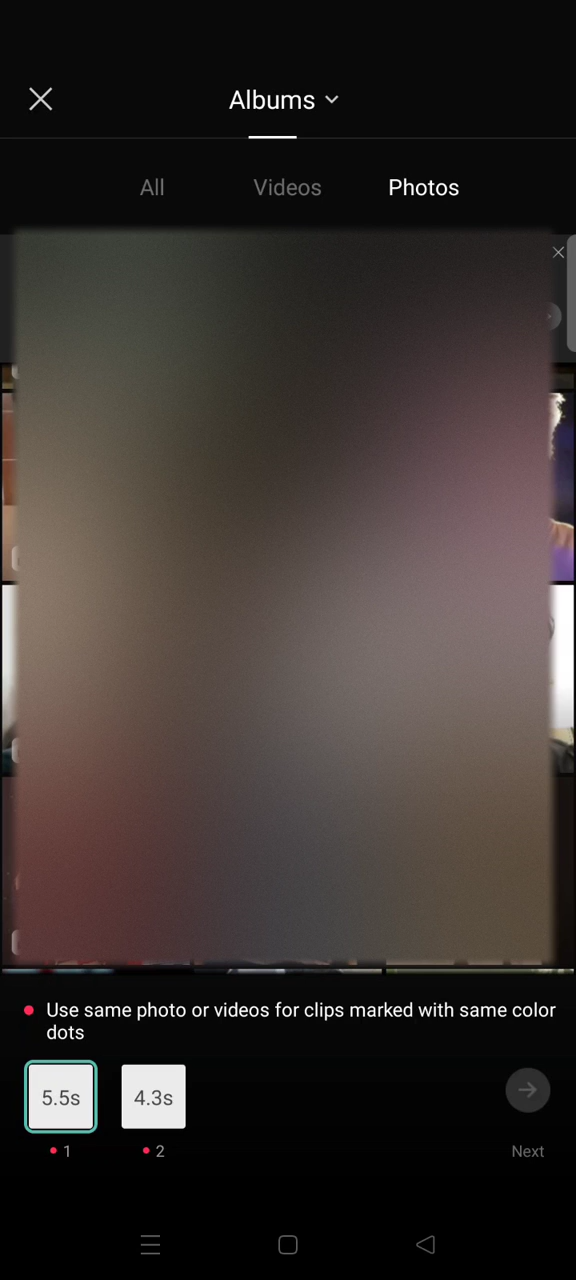 Albums
All Videos Photos
Use same photo or videos for clips marked with same color
dots
5.5s 4.3s
1 2 Next